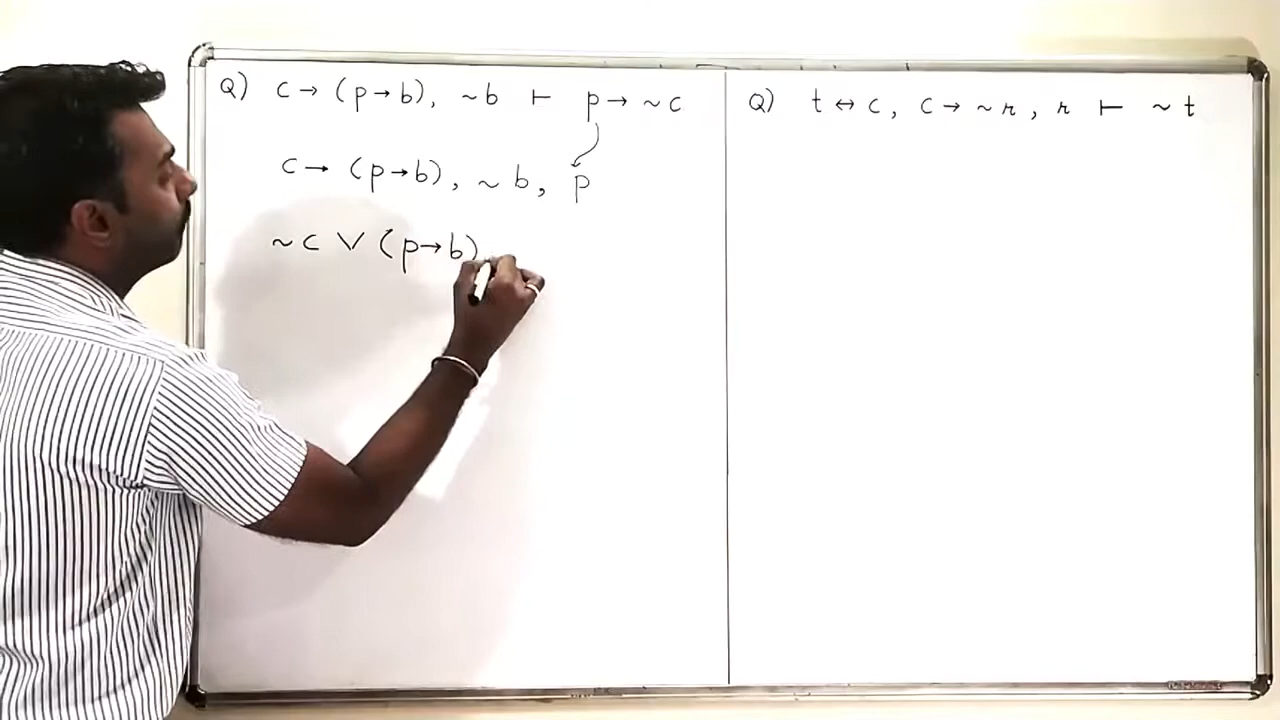 Q) c → (p → b), ~b ⊢ p → ~c
c → (p → b), ~b, p
~c ∨ (p → b)
Q) t ↔ c, c → ~r, r ⊢ ~t